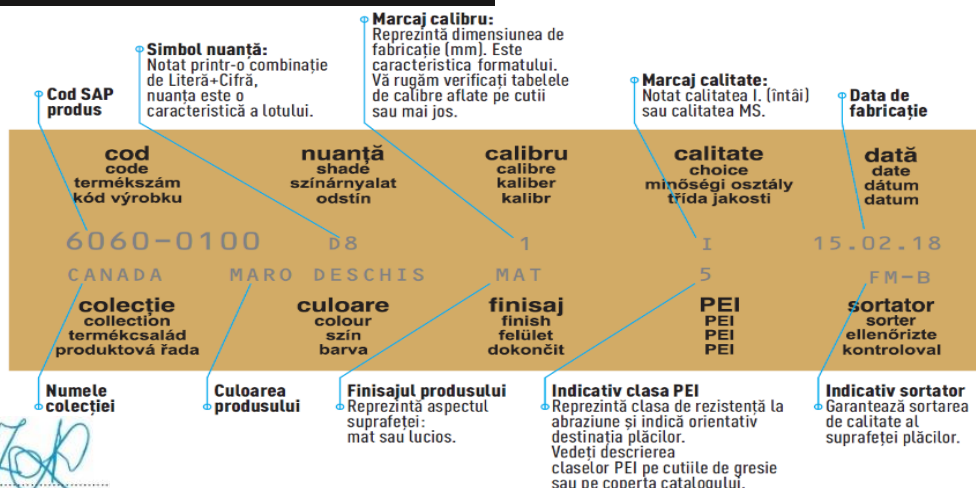 Cod SAP
produs
Simbol nuanță:
Notat printr-o combinație
de Literă+Cifră,
nuanța este o
caracteristică a lotului.
Marcaj calibru:
Reprezintă dimensiunea de
fabricație (mm). Este
caracteristica formatului.
Vă rugăm verificați tabelele
de calibre aflate pe cutii
sau mai jos.
Marcaj calitate:
Notat calitatea I. (întâi)
sau calitatea MS.
Data de
fabricație
cod
code
termékszám
kód výrobku
nuanță
shade
színárnyalat
odstín
calibru
calibre
kaliber
kalibr
calitate
choice
minőségi osztály
třída jakosti
dată
date
dátum
datum
6060-0100 D8 1 I 15.02.18
CANADA MARO DESCHIS MAT 5 FM-B
colecție
collection
termékcsalád
produktová řada
culoare
colour
szín
barva
finisaj
finish
felület
dokončit
PEI
PEI
PEI
PEI
sortator
sorter
ellenőrizte
kontroloval
Numele
colecției
Culoarea
produsului
Finisajul produsului
Reprezintă aspectul
suprafeței:
mat sau lucios.
Indicativ clasa PEI
Reprezintă clasa de rezistență la
abraziune și indică orientativ
destinația plăcilor.
Vedeți descrierea
claselor PEI pe cutiile de gresie
sau pe coperta catalogului.
Indicativ sortator
Garantează sortarea
de calitate al
suprafeței plăcilor.